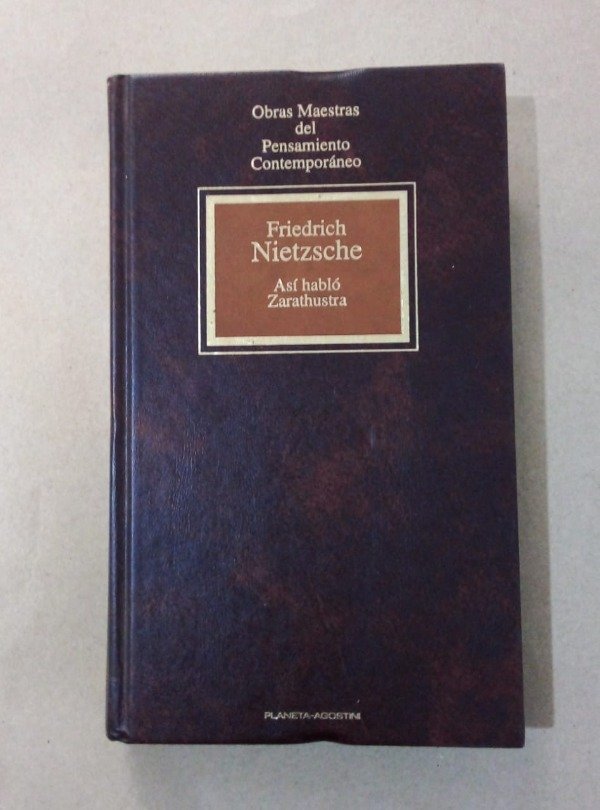 Obras Maestras
del
Pensamiento
Contemporáneo
Friedrich
Nietzsche
Así habló
Zarathustra
PLANETA-AGOSTINI